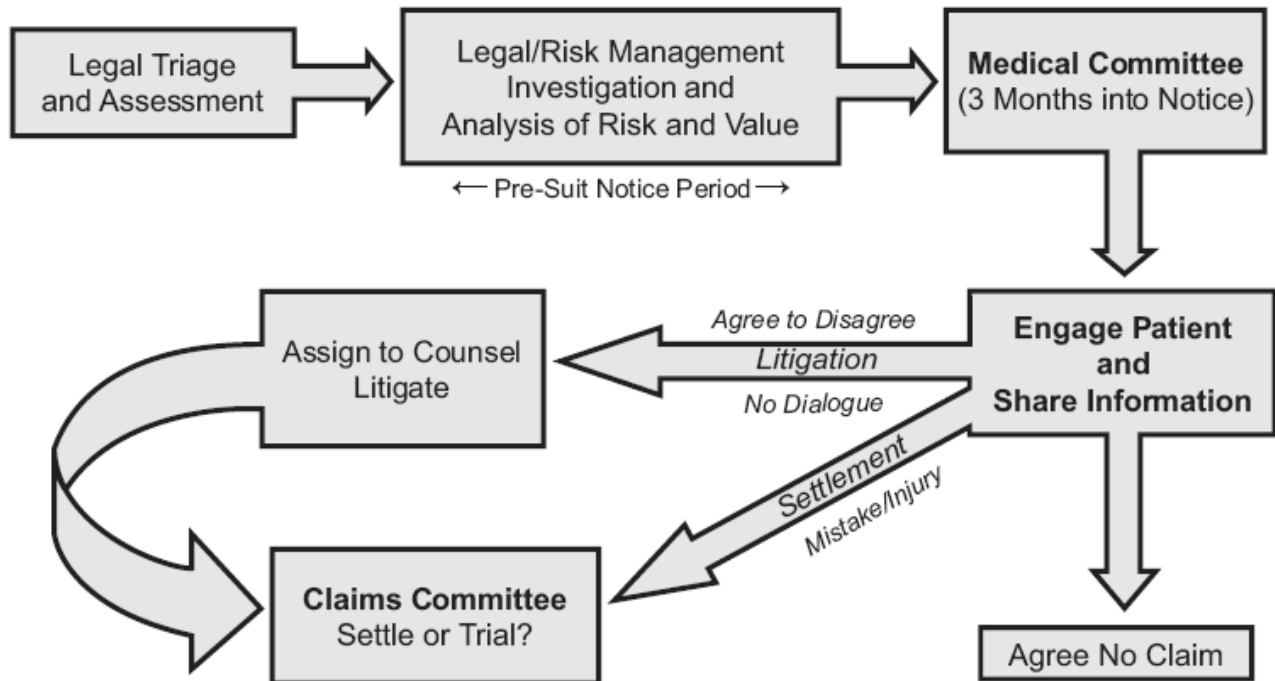 Legal Triage
and Assessment
Legal/Risk Management
Investigation and
Analysis of Risk and Value
← Pre-Suit Notice Period →
Medical Committee
(3 Months into Notice)
Engage Patient
and
Share Information
Agree to Disagree
Litigation
No Dialogue
Assign to Counsel
Litigate
Settlement
Mistake/Injury
Claims Committee
Settle or Trial?
Agree No Claim